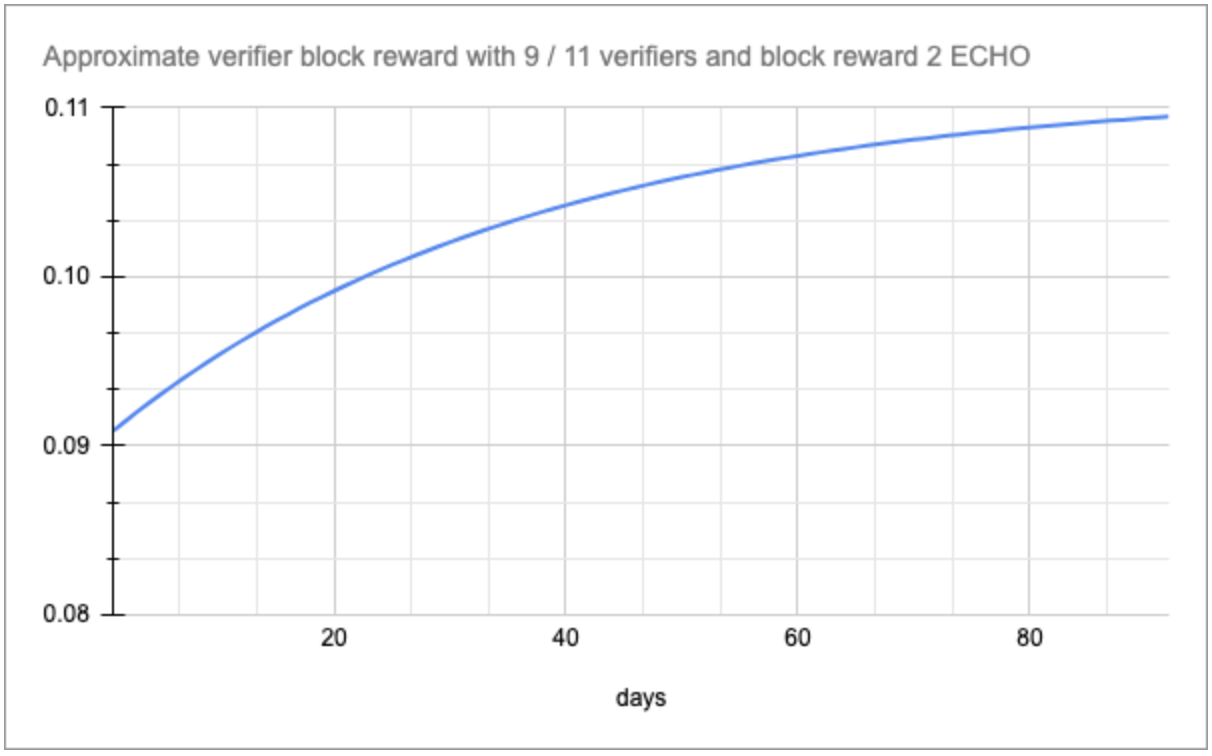 Approximate verifier block reward with 9 / 11 verifiers and block reward 2 ECHO
0.11
0.10
0.09
0.08
20 40 60 80
days